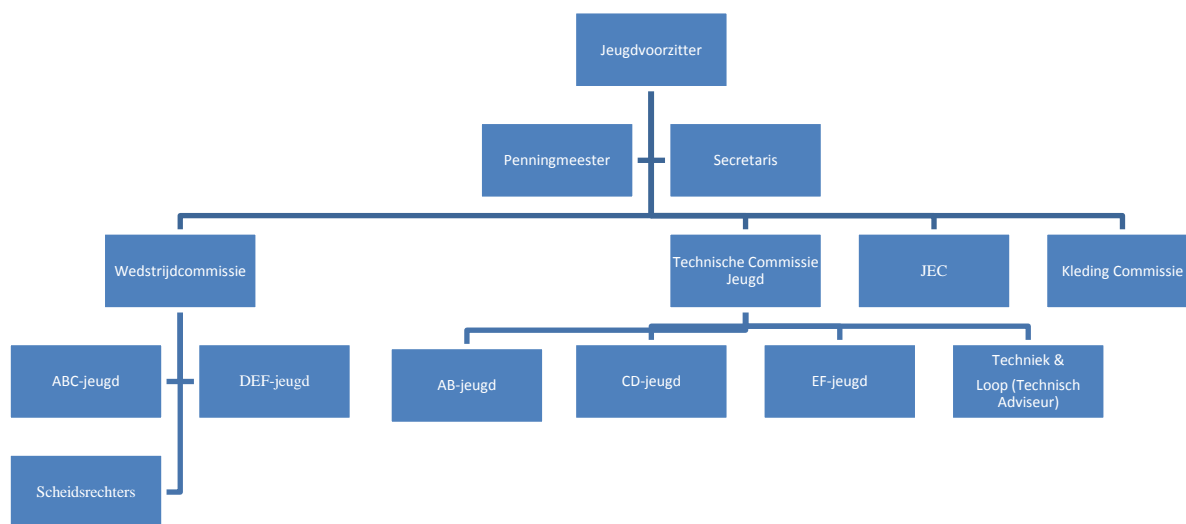 Jeugdvoorzitter
Penningmeester
Secretaris
Wedstrijdcommissie
Technische Commissie
Jeugd
JEC
Kleding Commissie
ABC-jeugd
DEF-jeugd
AB-jeugd
CD-jeugd
EF-jeugd
Techniek &
Loop (Technisch
Adviseur)
Scheidsrechters